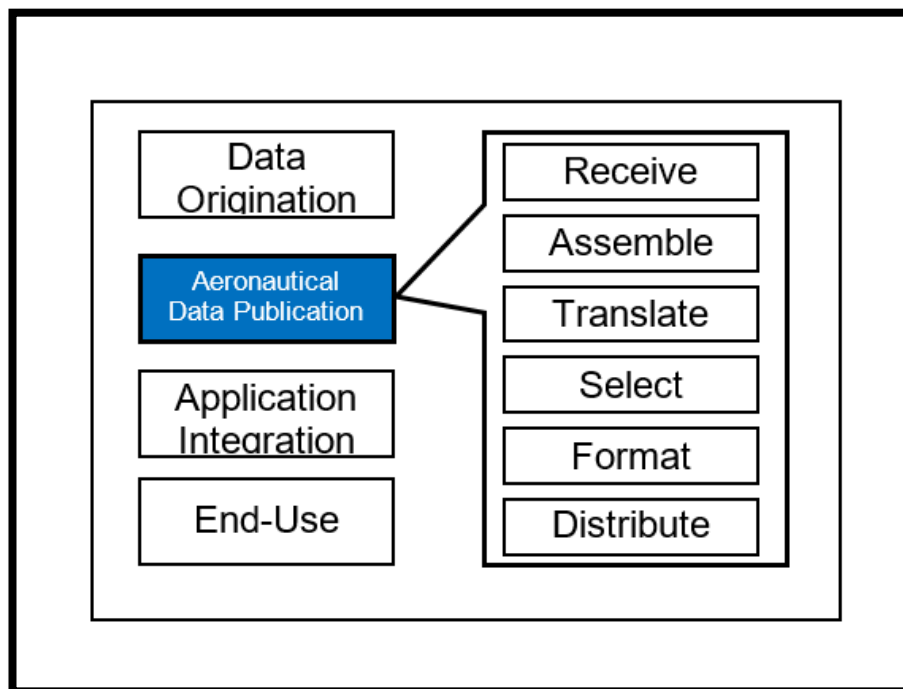 Data
Origination
Aeronautical
Data Publication
Application
Integration
End-Use
Receive
Assemble
Translate
Select
Format
Distribute